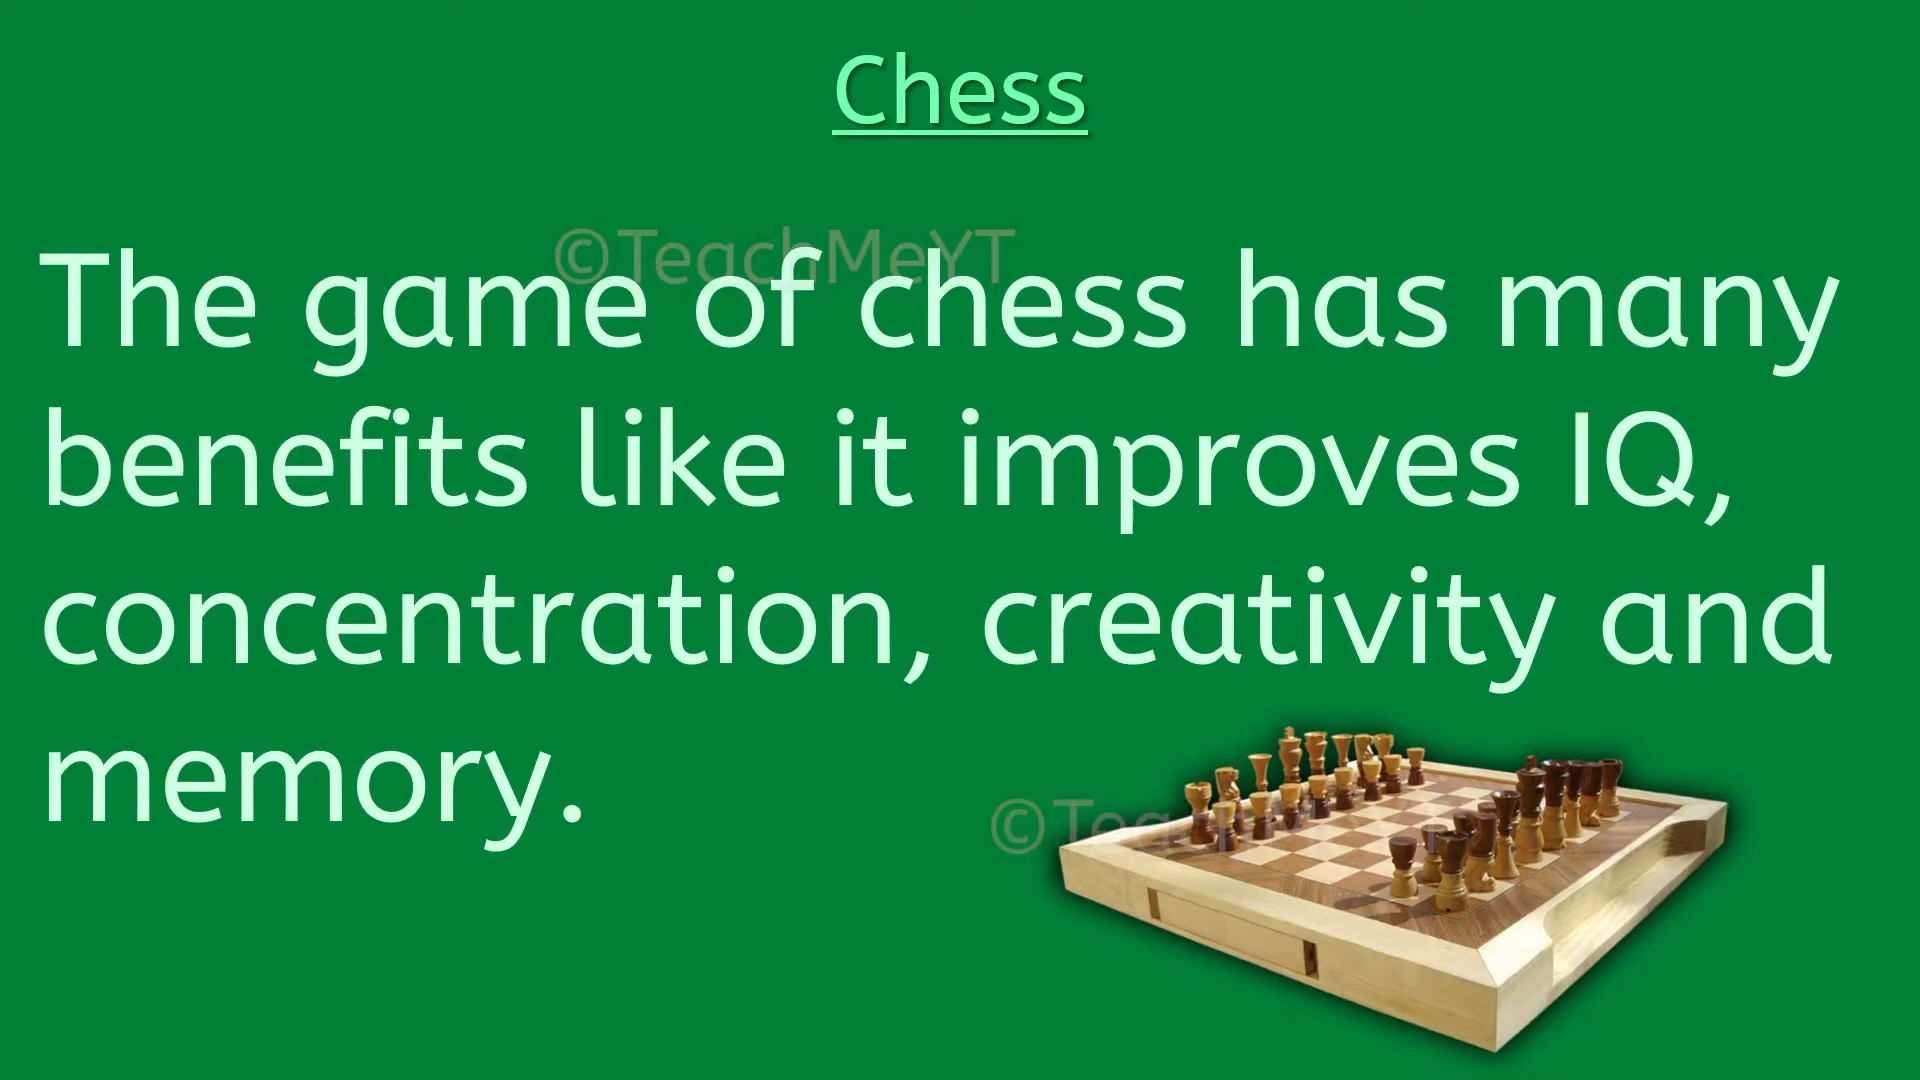 Chess
©TeachMeYT
The game of chess has many
benefits like it improves IQ,
concentration, creativity and
memory.